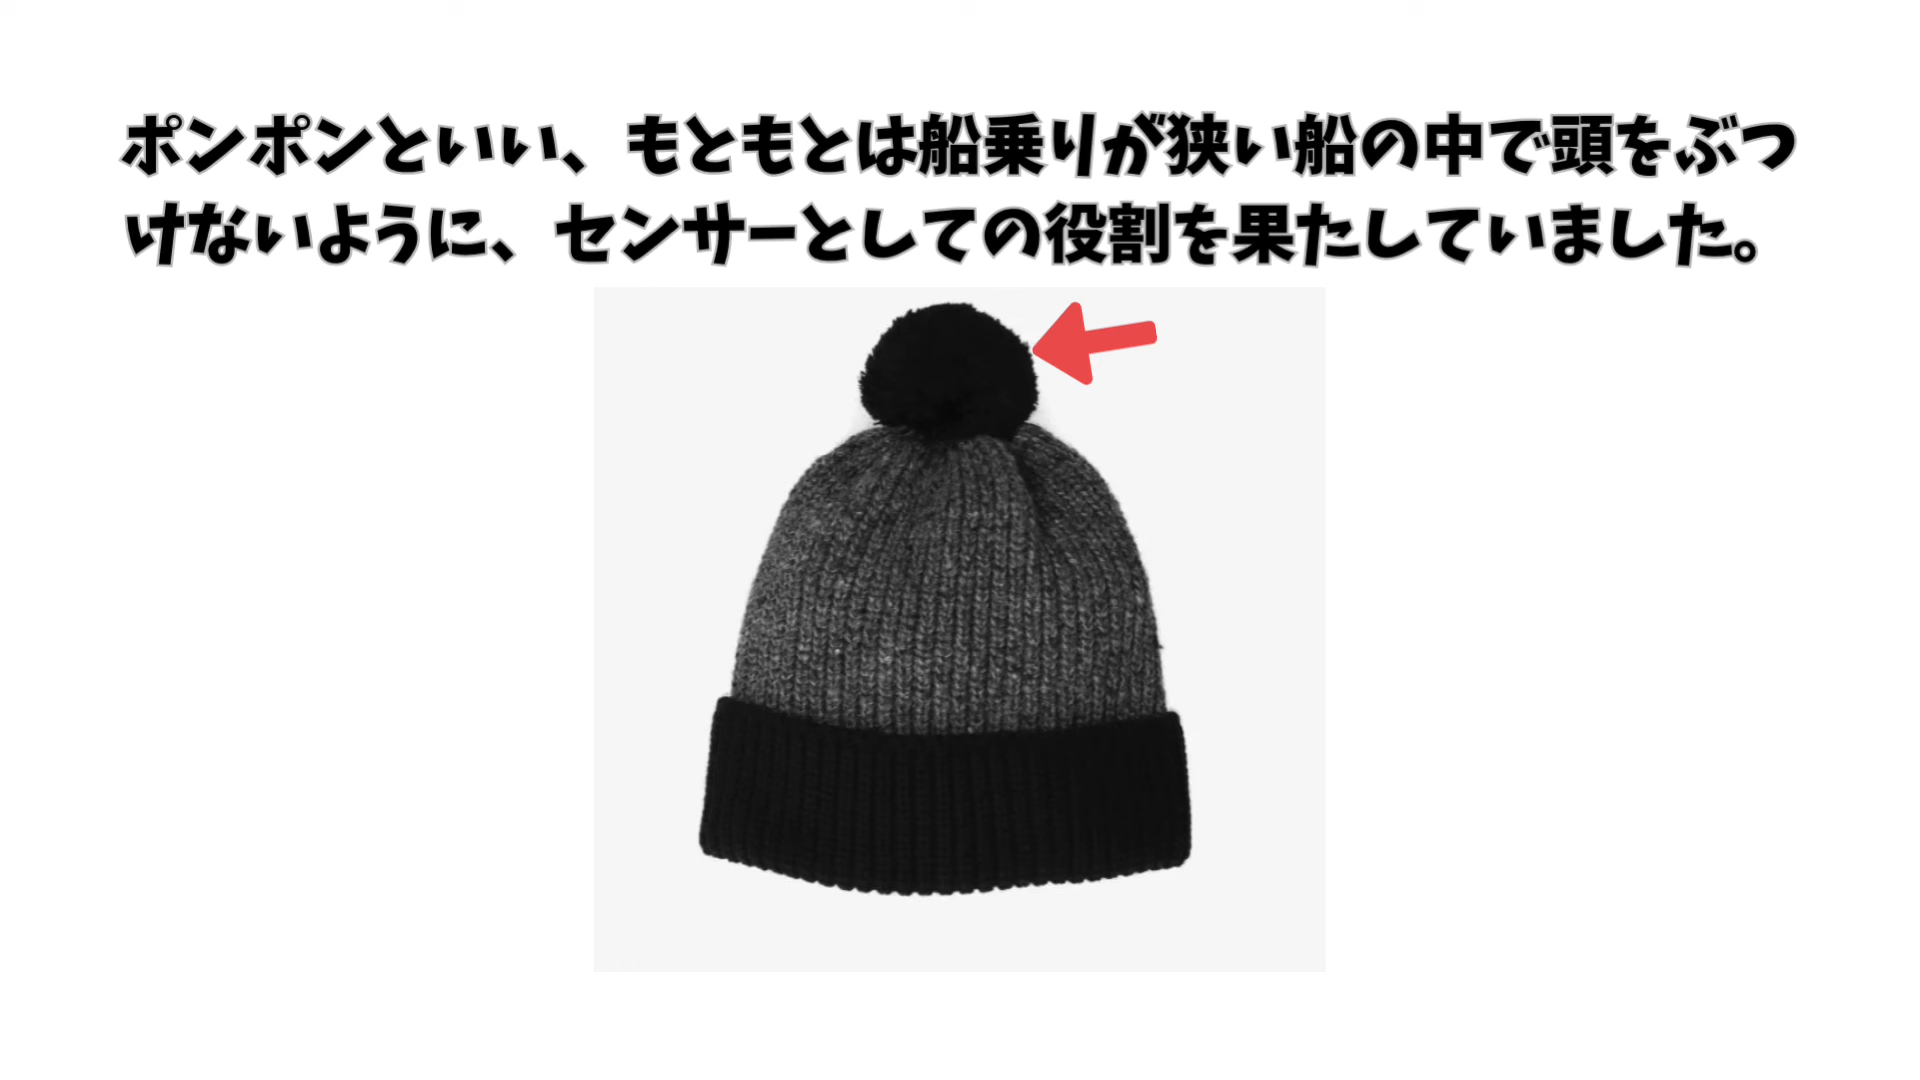 ポンポンといい、もともとは船乗りが狭い船の中で頭をぶつ
けないように、センサーとしての役割を果たしていました。